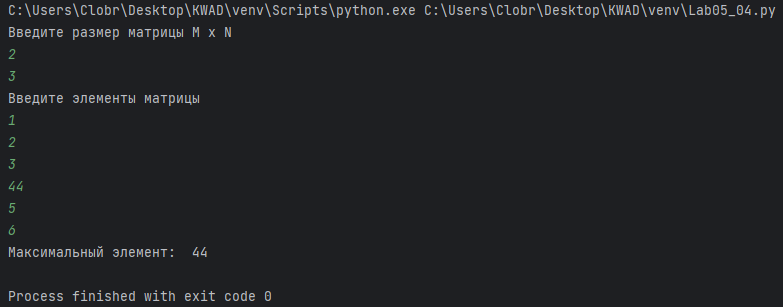 C:\Users\Clobr\Desktop\KWAD\venv\Scripts\python.exe C:\Users\Clobr\Desktop\KWAD\venv\Lab05_04.py
Введите размер матрицы M x N
2
3
Введите элементы матрицы
1
2
3
44
5
6
Максимальный элемент:  44
Process finished with exit code 0